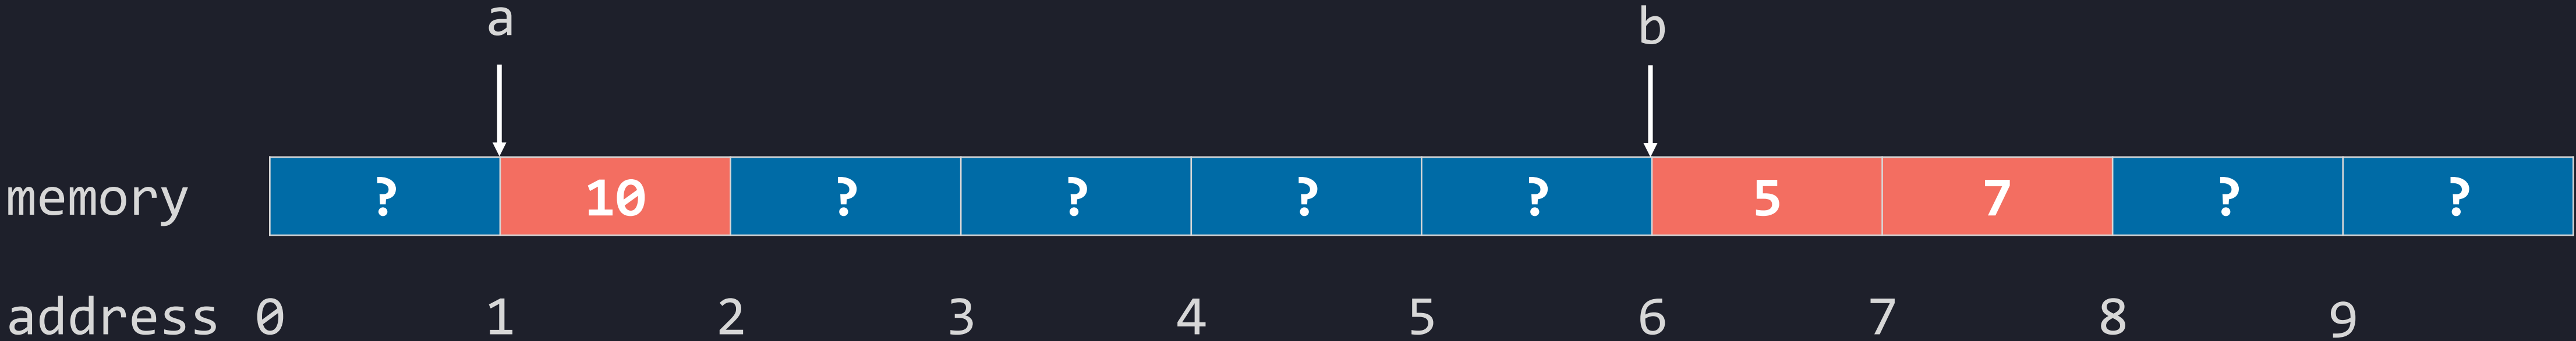 a b
memory ? 10 ? ? ? ? 5 7 ? ?
address 0 1 2 3 4 5 6 7 8 9